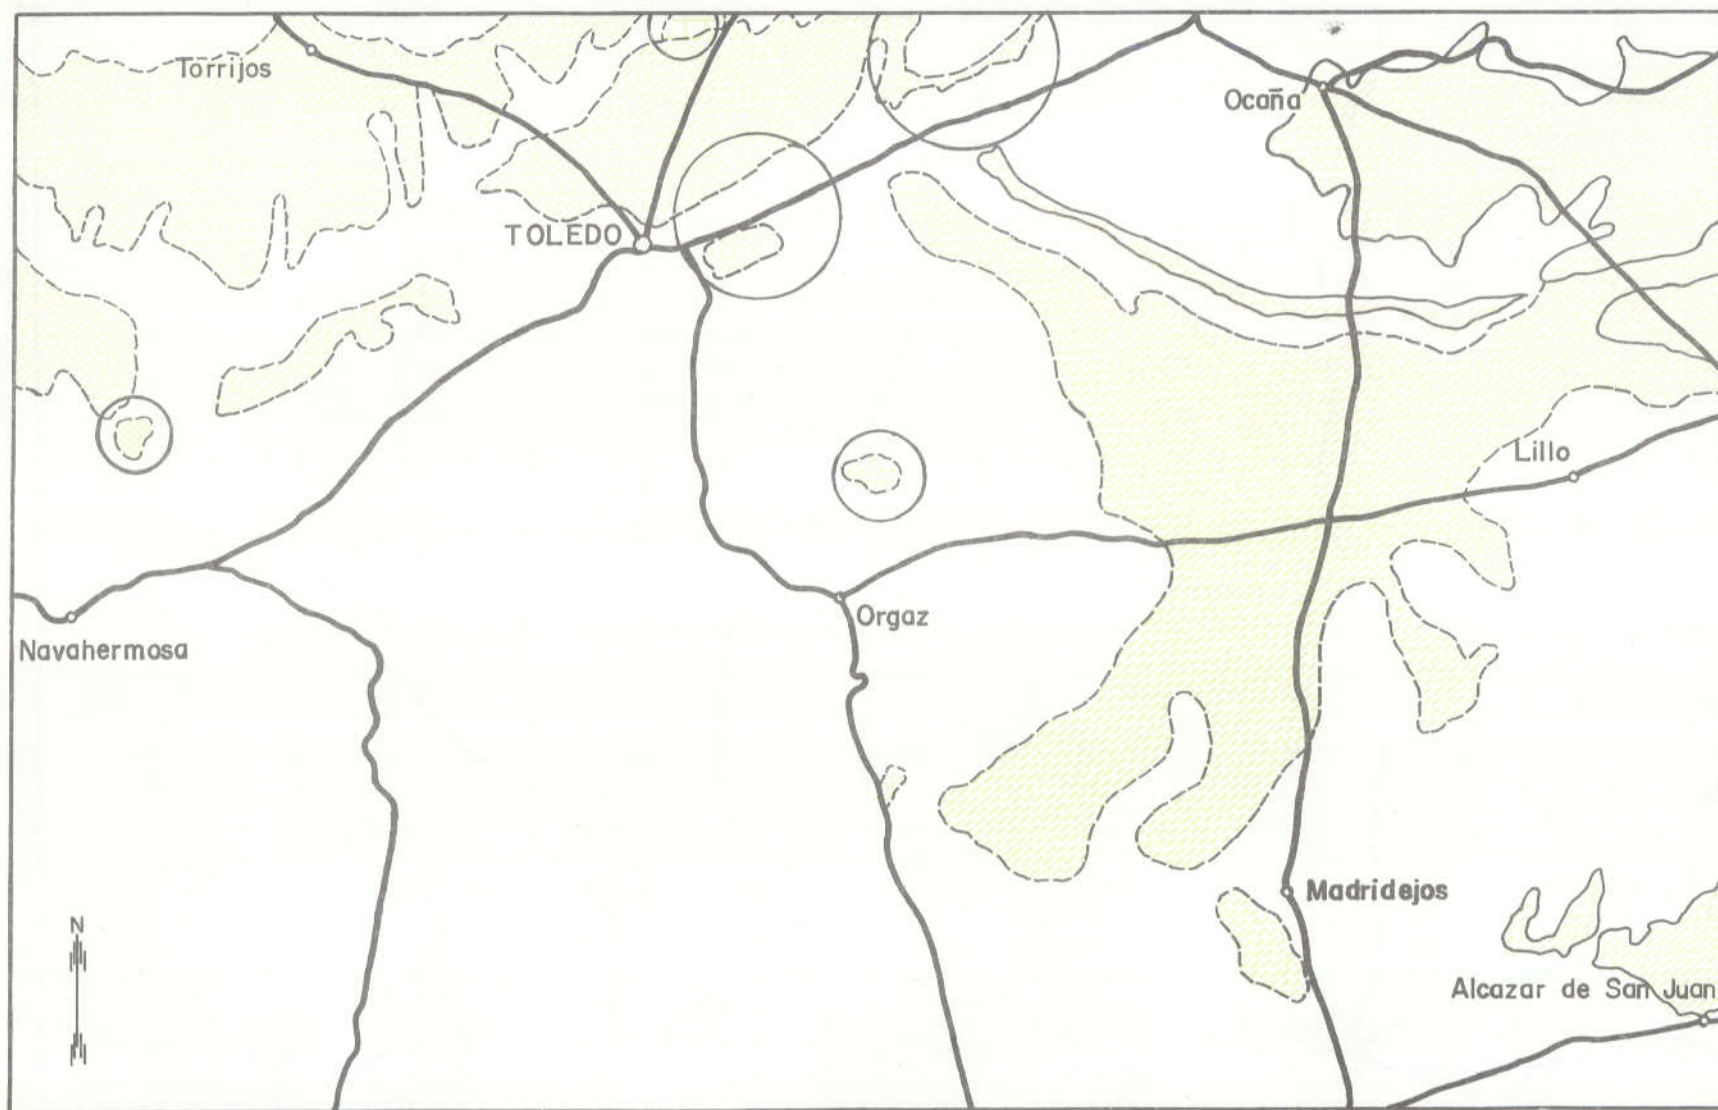 Torrijos
Ocaña
TOLEDO
Lillo
Orgaz
Navahermosa
Madridejos
N
Alcazar de San Juan